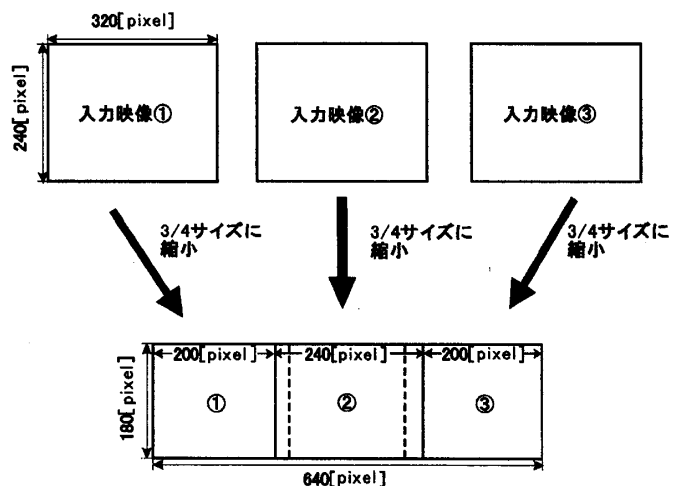 320[pixel]
240[pixel]
入力映像①
入力映像②
入力映像③
3/4サイズに
縮小
3/4サイズに
縮小
3/4サイズに
縮小
200[pixel]
240[pixel]
200[pixel]
180[pixel]
①
②
③
640[pixel]